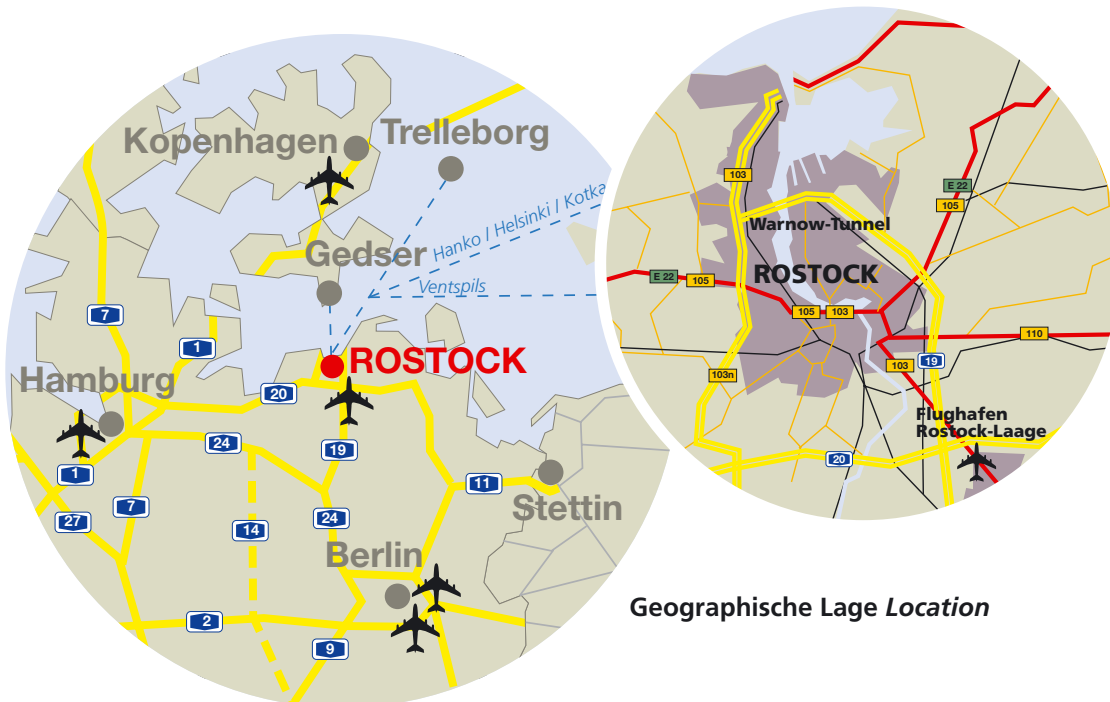 Kopenhagen
Trelleborg
Hanko / Helsinki / Kotka
Gedser
Ventspils
7
1
ROSTOCK
Hamburg
20
24
19
1
11
7
Stettin
27
14
24
Berlin
2
9
103
E 22
105
Warnow-Tunnel
ROSTOCK
E 22
105
105
103
110
103
19
103n
Flughafen
Rostock-Laage
20
Geographische Lage Location